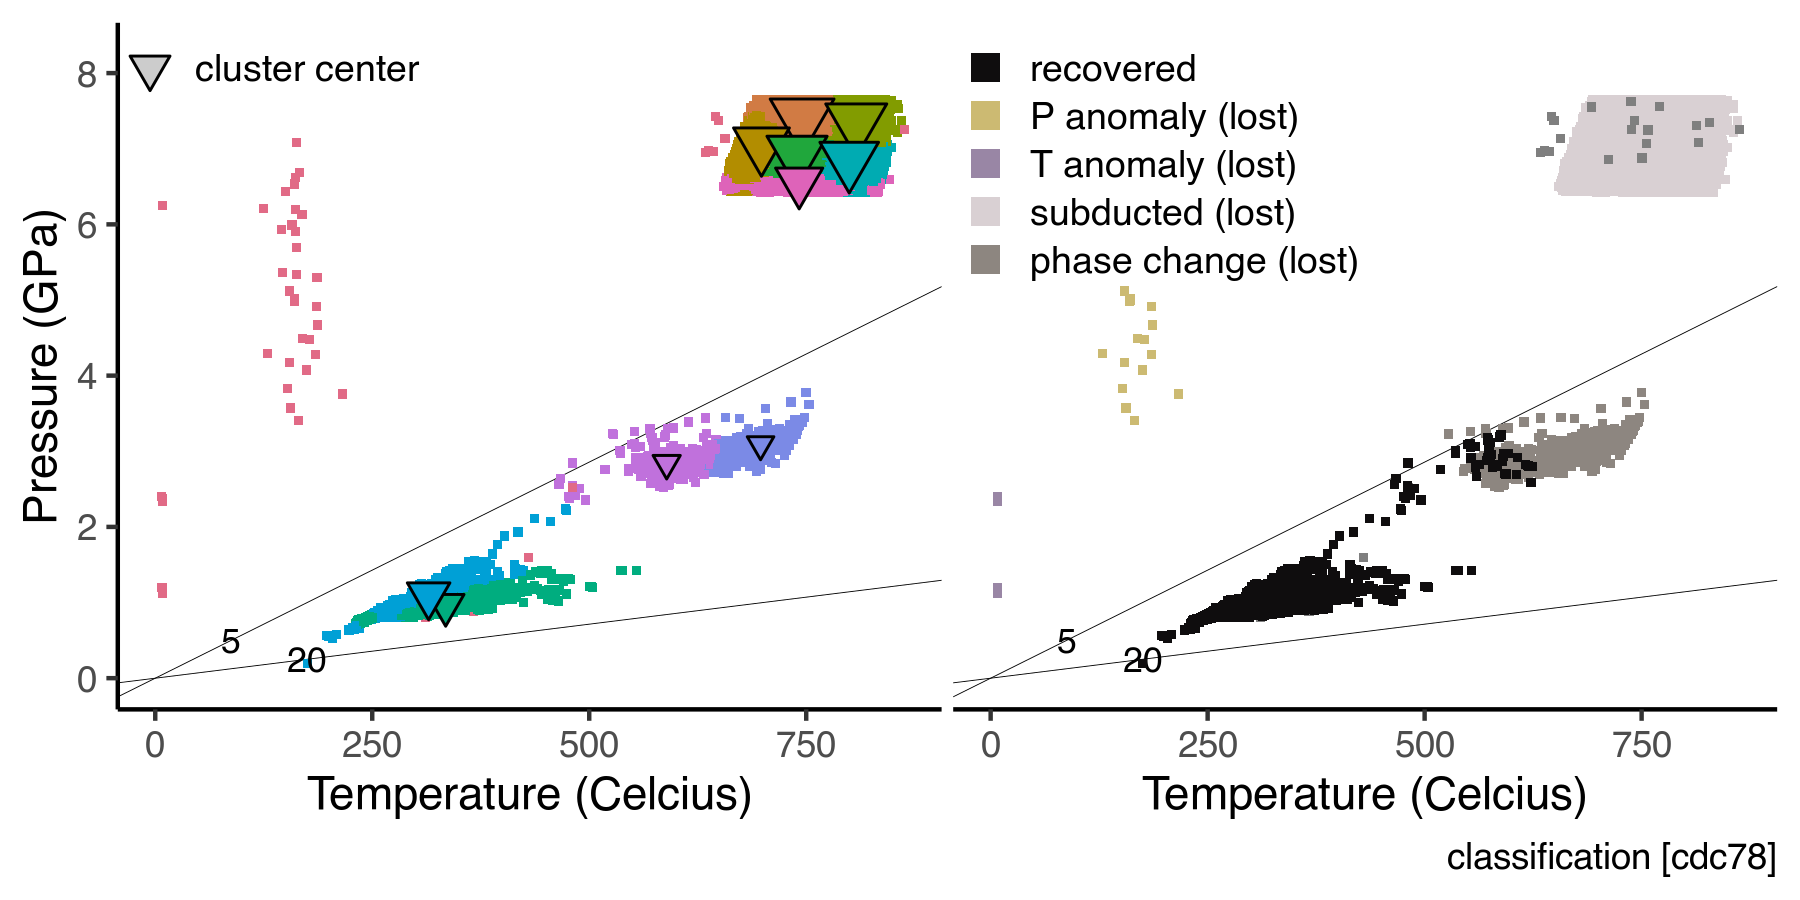 cluster center
recovered
P anomaly (lost)
T anomaly (lost)
subducted (lost)
phase change (lost)
Pressure (GPa)
8
6
4
2
0
5
20
5
20
0 250 500 750
0 250 500 750
Temperature (Celcius)
Temperature (Celcius)
classification [cdc78]